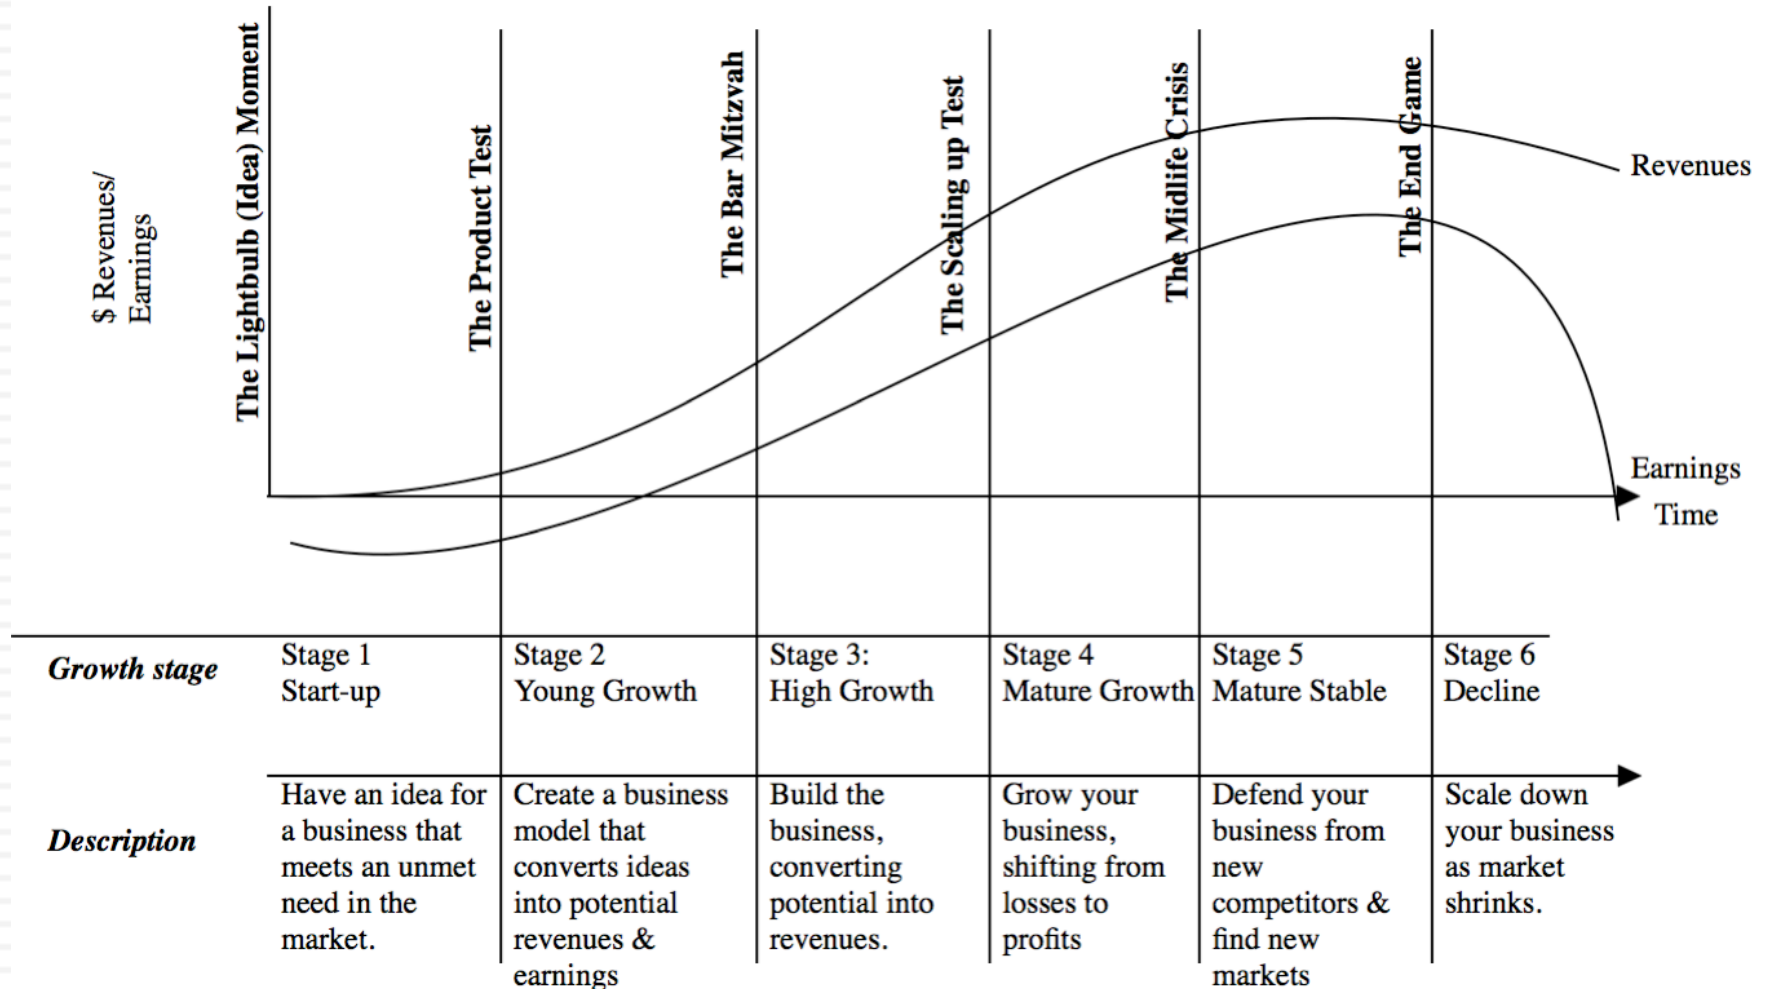 $ Revenues/
Earnings
The Lightbulb (Idea) Moment
The Product Test
The Bar Mitzvah
The Scaling up Test
The Midlife Crisis
The End Game
Revenues
Earnings
Time
Growth stage
Stage 1
Start-up
Stage 2
Young Growth
Stage 3:
High Growth
Stage 4
Mature Growth
Stage 5
Mature Stable
Stage 6
Decline
Description
Have an idea for
a business that
meets an unmet
need in the
market.
Create a business
model that
converts ideas
into potential
revenues &
earnings
Build the
business,
converting
potential into
revenues.
Grow your
business,
shifting from
losses to
profits
Defend your
business from
new
competitors &
find new
markets
Scale down
your business
as market
shrinks.